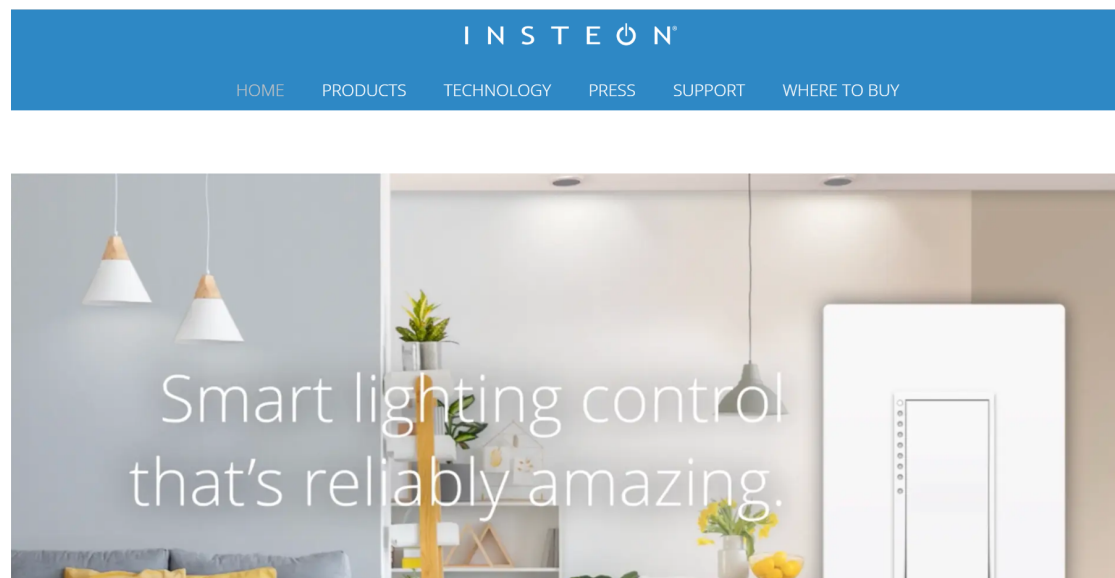 INSTEON®
HOME PRODUCTS TECHNOLOGY PRESS SUPPORT WHERE TO BUY
Smart lighting control
that's reliably amazing.